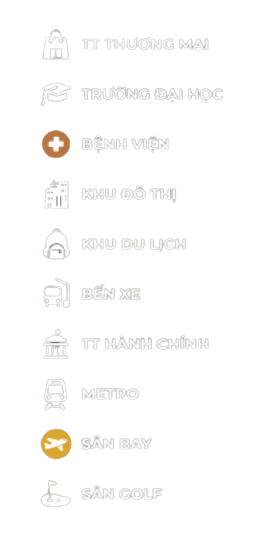 TT THƯƠNG MẠI
TRƯỜNG ĐẠI HỌC
BỆNH VIỆN
KHU ĐÔ THỊ
KHU DU LỊCH
BẾN XE
TT HÀNH CHÍNH
METRO
SÂN BAY
SÂN GOLF